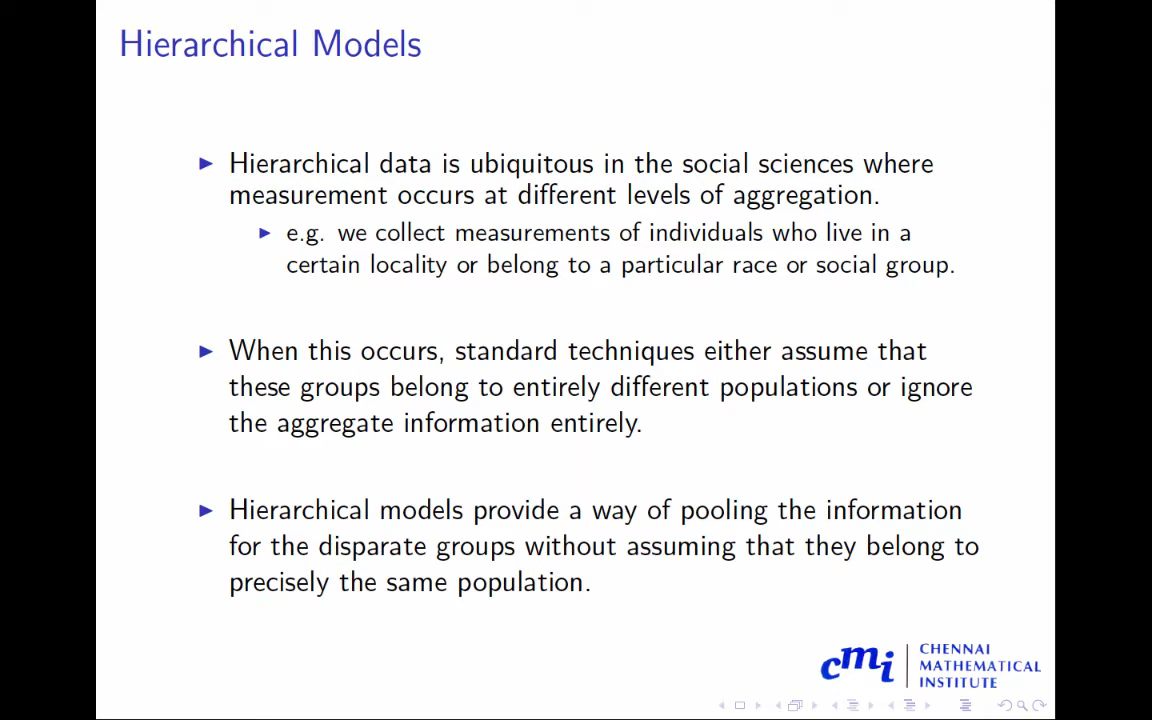 Hierarchical Models
Hierarchical data is ubiquitous in the social sciences where
measurement occurs at different levels of aggregation.
e.g. we collect measurements of individuals who live in a
certain locality or belong to a particular race or social group.
When this occurs, standard techniques either assume that
these groups belong to entirely different populations or ignore
the aggregate information entirely.
Hierarchical models provide a way of pooling the information
for the disparate groups without assuming that they belong to
precisely the same population.
cmi
CHENNAI
MATHEMATICAL
INSTITUTE